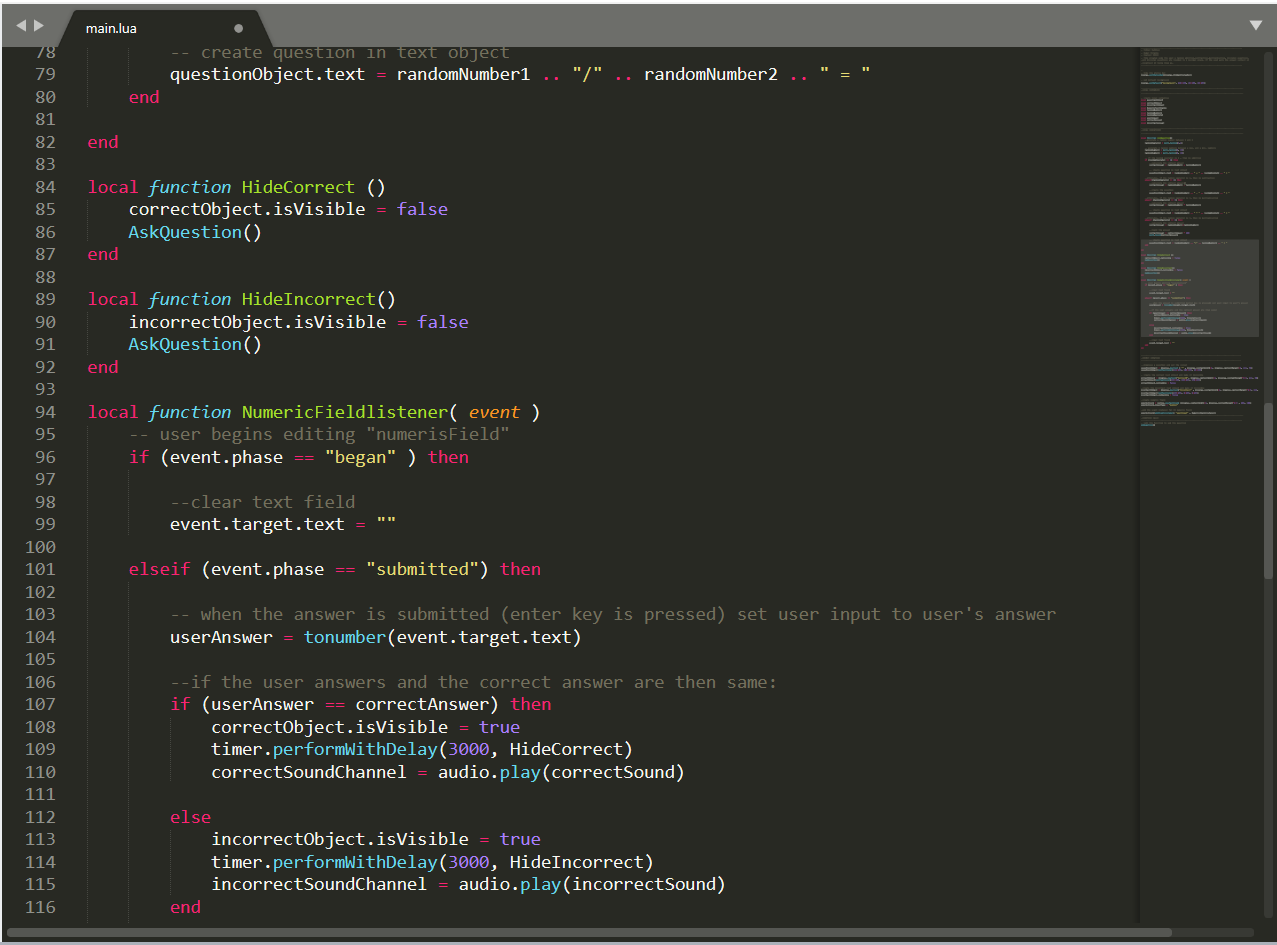 main.lua
78 -- create question in text object
79 questionObject.text = randomNumber1 .. "/" .. randomNumber2 .. " = "
80 end
81
82 end
83
84 local function HideCorrect ()
85 correctObject.isVisible = false
86 AskQuestion()
87 end
88
89 local function HideIncorrect()
90 incorrectObject.isVisible = false
91 AskQuestion()
92 end
93
94 local function NumericFieldlistener( event )
95 -- user begins editing "numerisField"
96 if (event.phase == "began" ) then
97
98 --clear text field
99 event.target.text = ""
100
101 elseif (event.phase == "submitted") then
102
103 -- when the answer is submitted (enter key is pressed) set user input to user's answer
104 userAnswer = tonumber(event.target.text)
105
106 --if the user answers and the correct answer are then same:
107 if (userAnswer == correctAnswer) then
108 correctObject.isVisible = true
109 timer.performWithDelay(3000, HideCorrect)
110 correctSoundChannel = audio.play(correctSound)
111
112 else
113 incorrectObject.isVisible = true
114 timer.performWithDelay(3000, HideIncorrect)
115 incorrectSoundChannel = audio.play(incorrectSound)
116 end